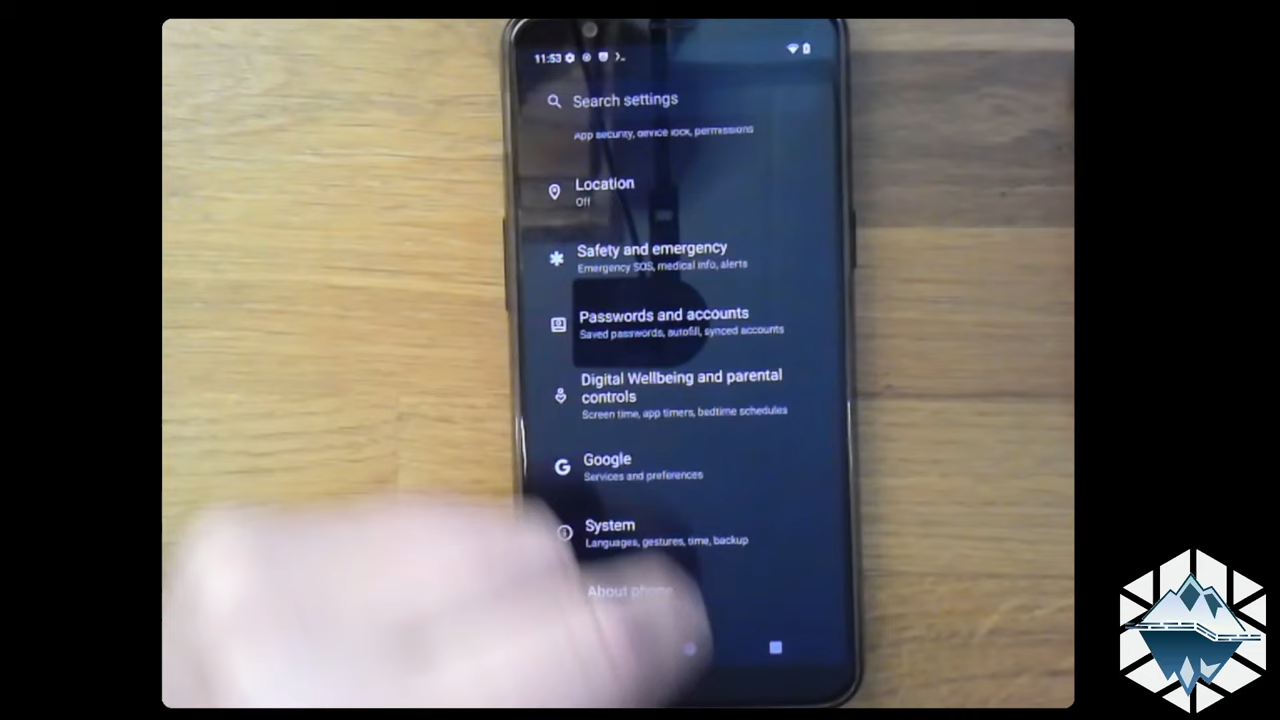 11:53
Search settings
App security, device lock, permissions
Location
Off
Safety and emergency
Emergency SOS, medical info, alerts
Passwords and accounts
Saved passwords, autofill, synced accounts
Digital Wellbeing and parental
controls
Screen time, app timers, bedtime schedules
Google
Services and preferences
System
Languages, gestures, time, backup
About phone